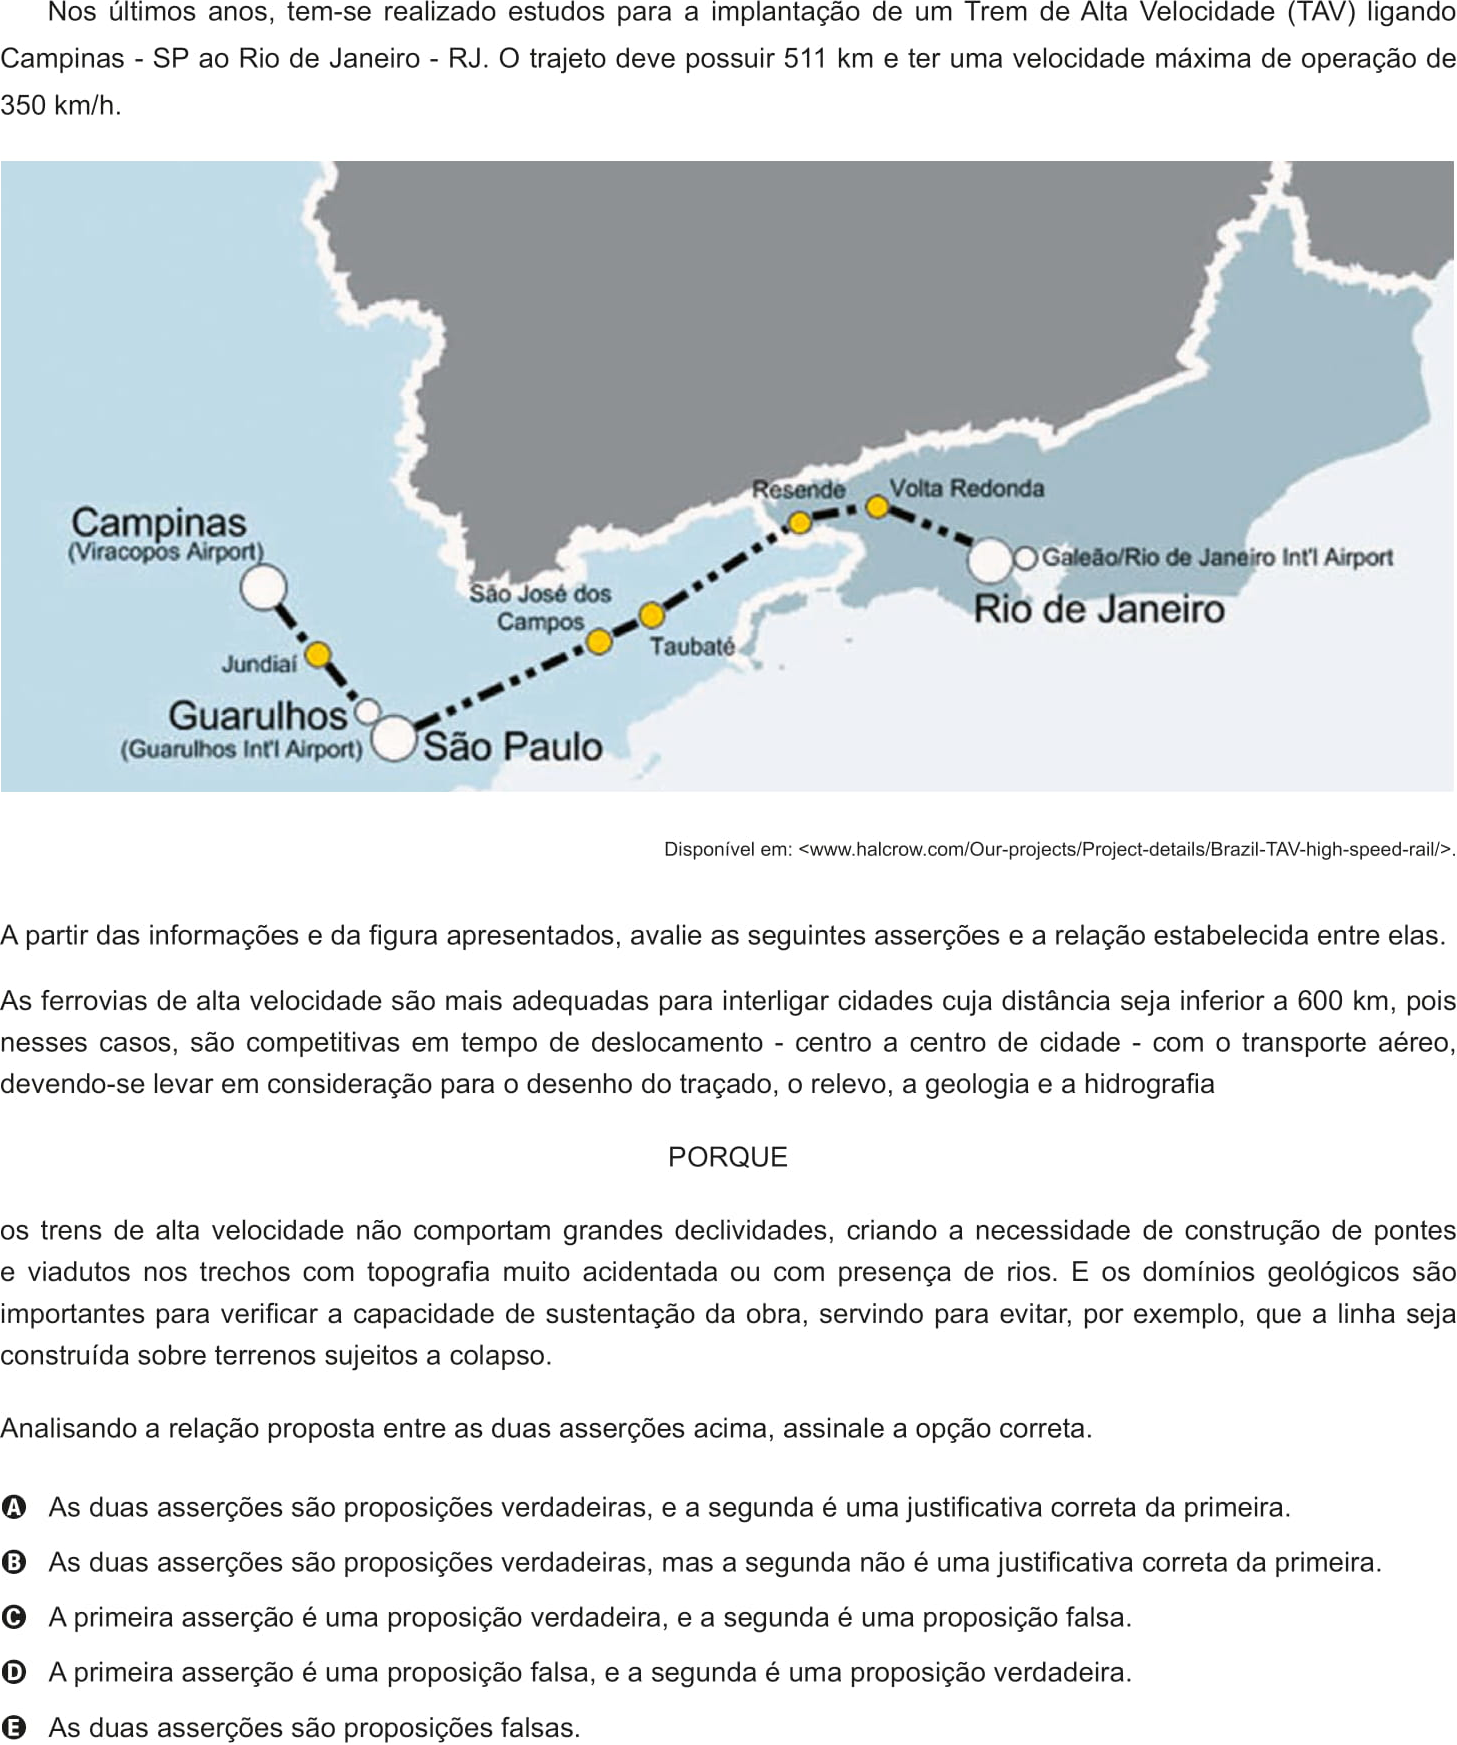 Nos últimos anos, tem-se realizado estudos para a implantação de um Trem de Alta Velocidade (TAV) ligando
Campinas - SP ao Rio de Janeiro - RJ. O trajeto deve possuir 511 km e ter uma velocidade máxima de operação de
350 km/h.
Resende
Volta Redonda
Campinas
(Viracopos Airport)
Galeão/Rio de Janeiro Int'l Airport
São José dos
Campos
Rio de Janeiro
Taubaté
Jundiaí
Guarulhos
(Guarulhos Int'l Airport)
São Paulo
Disponível em: <www.halcrow.com/Our-projects/Project-details/Brazil-TAV-high-speed-rail/>.
A partir das informações e da figura apresentados, avalie as seguintes asserções e a relação estabelecida entre elas.
As ferrovias de alta velocidade são mais adequadas para interligar cidades cuja distância seja inferior a 600 km, pois
nesses casos, são competitivas em tempo de deslocamento - centro a centro de cidade - com o transporte aéreo,
devendo-se levar em consideração para o desenho do traçado, o relevo, a geologia e a hidrografia
PORQUE
os trens de alta velocidade não comportam grandes declividades, criando a necessidade de construção de pontes
e viadutos nos trechos com topografia muito acidentada ou com presença de rios. E os domínios geológicos são
importantes para verificar a capacidade de sustentação da obra, servindo para evitar, por exemplo, que a linha seja
construída sobre terrenos sujeitos a colapso.
Analisando a relação proposta entre as duas asserções acima, assinale a opção correta.
A As duas asserções são proposições verdadeiras, e a segunda é uma justificativa correta da primeira.
B As duas asserções são proposições verdadeiras, mas a segunda não é uma justificativa correta da primeira.
C A primeira asserção é uma proposição verdadeira, e a segunda é uma proposição falsa.
D A primeira asserção é uma proposição falsa, e a segunda é uma proposição verdadeira.
E As duas asserções são proposições falsas.